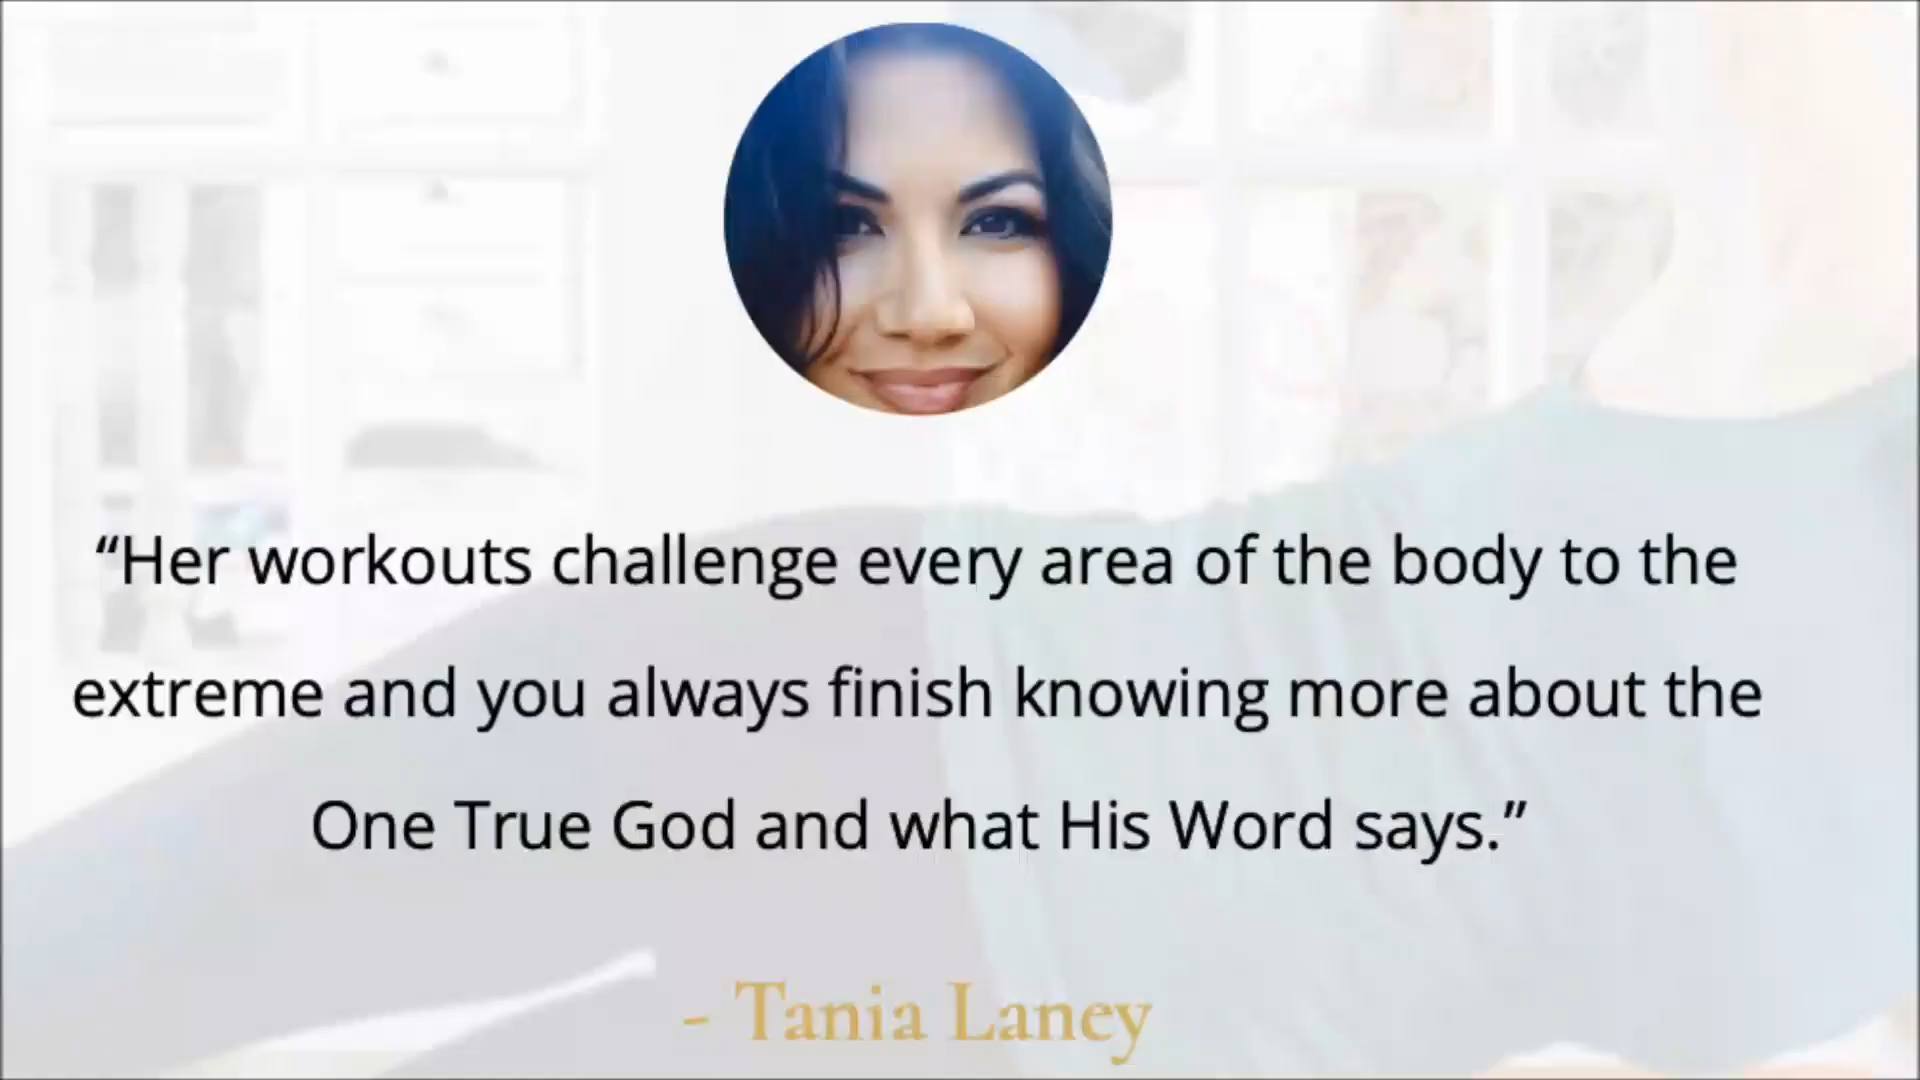 “Her workouts challenge every area of the body to the
extreme and you always finish knowing more about the
One True God and what His Word says.”
- Tania Laney